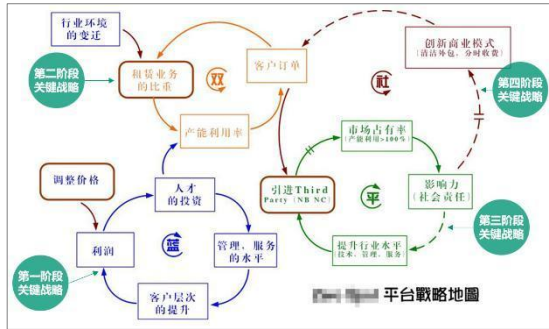 行业环境
的变迁
第二阶段
关键战略
租赁业务
的比重
双
客户订单
产能利用率
社
创新商业模式
(清洁外包，分时收费)
第四阶段
关键战略
市场占有率
(产能利用>100%)
引进Third
Party (NB NC)
平
影响力
(社会责任)
提升行业水平
(技术、管理、服务)
第三阶段
关键战略
调整价格
人才
的投资
利润
蓝
管理、服务
的水平
第一阶段
关键战略
客户层次
的提升
平台戰略地圖